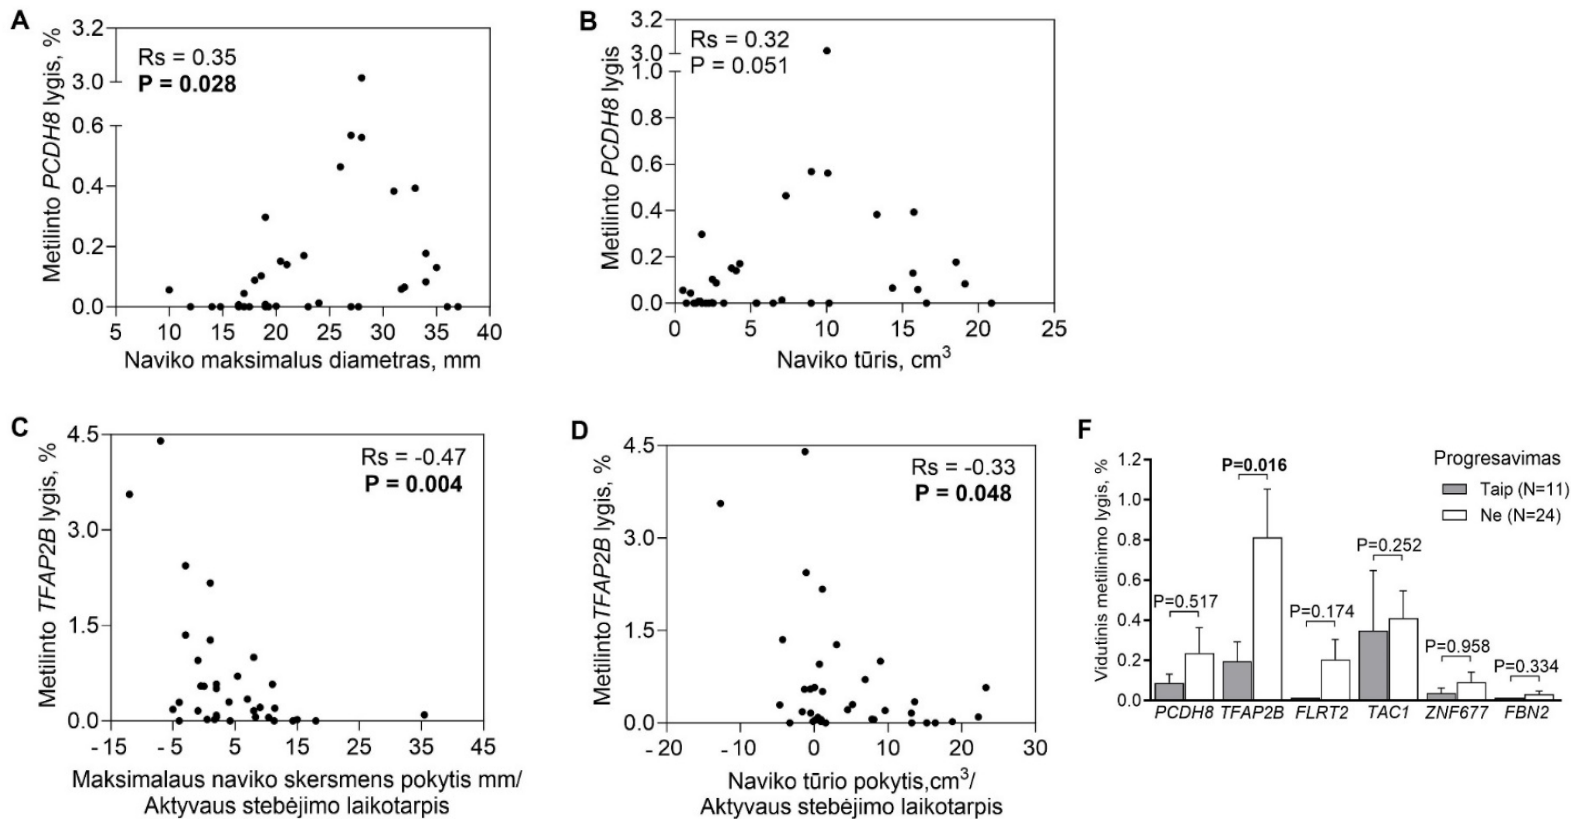 A
Metilinto PCDH8 lygis, %
3.2
3.0
0.6
0.4
0.2
0.0
Rs = 0.35
P = 0.028
5 10 15 20 25 30 35 40
Naviko maksimalus diametras, mm
B
Metilinto PCDH8 lygis
3.2
3.0
1.0
0.8
0.6
0.4
0.2
0.0
Rs = 0.32
P = 0.051
0 5 10 15 20 25
Naviko tūris, cm3
C
Metilinto TFAP2B lygis, %
4.5
3.0
1.5
0.0
Rs = -0.47
P = 0.004
-15 -5 5 15 25 35 45
Maksimalaus naviko skersmens pokytis mm/
Aktyvaus stebėjimo laikotarpis
D
Metilinto TFAP2B lygis, %
4.5
3.0
1.5
0.0
Rs = -0.33
P = 0.048
-20 -10 0 10 20 30
Naviko tūrio pokytis,cm3/
Aktyvaus stebėjimo laikotarpis
F
Vidutinis metilinimo lygis, %
1.2
1.0
0.8
0.6
0.4
0.2
0.0
P=0.517
P=0.016
P=0.174
P=0.252
P=0.958
P=0.334
Progresavimas
Taip (N=11)
Ne (N=24)
PCDH8 TFAP2B FLRT2 TAC1 ZNF677 FBN2